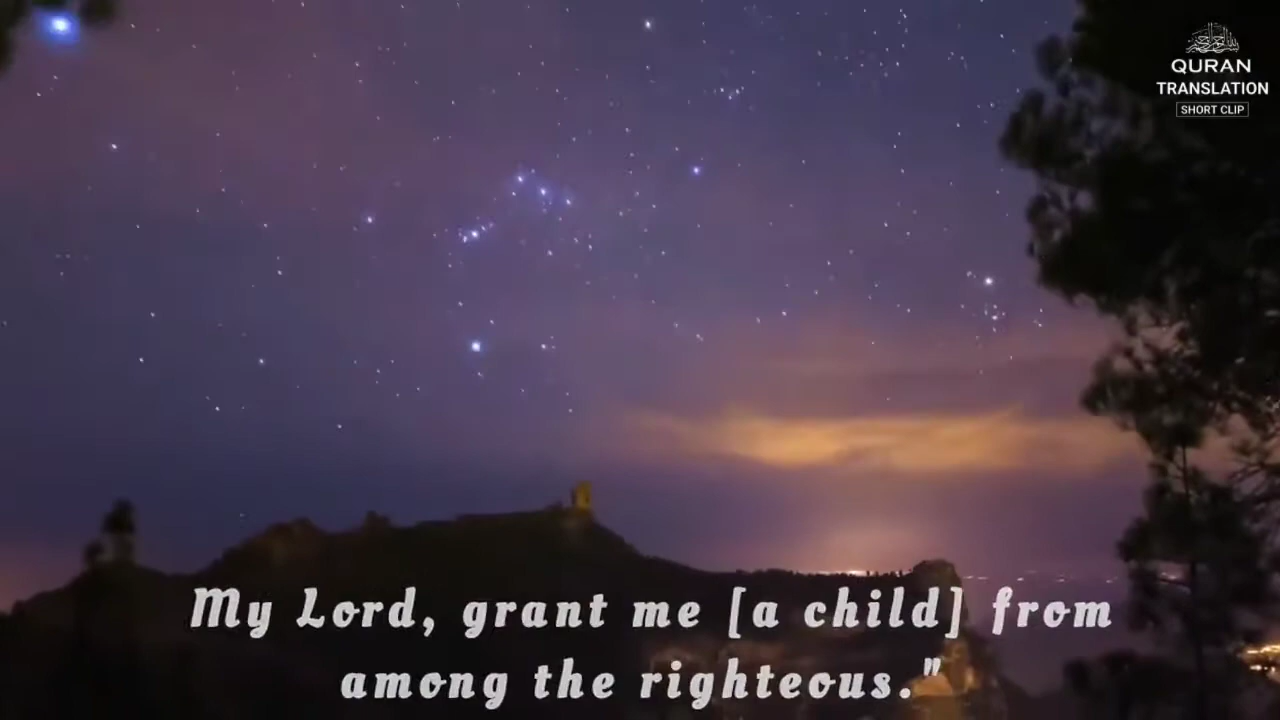 QURAN
TRANSLATION
SHORT CLIP
My Lord, grant me [a child] from
among the righteous."